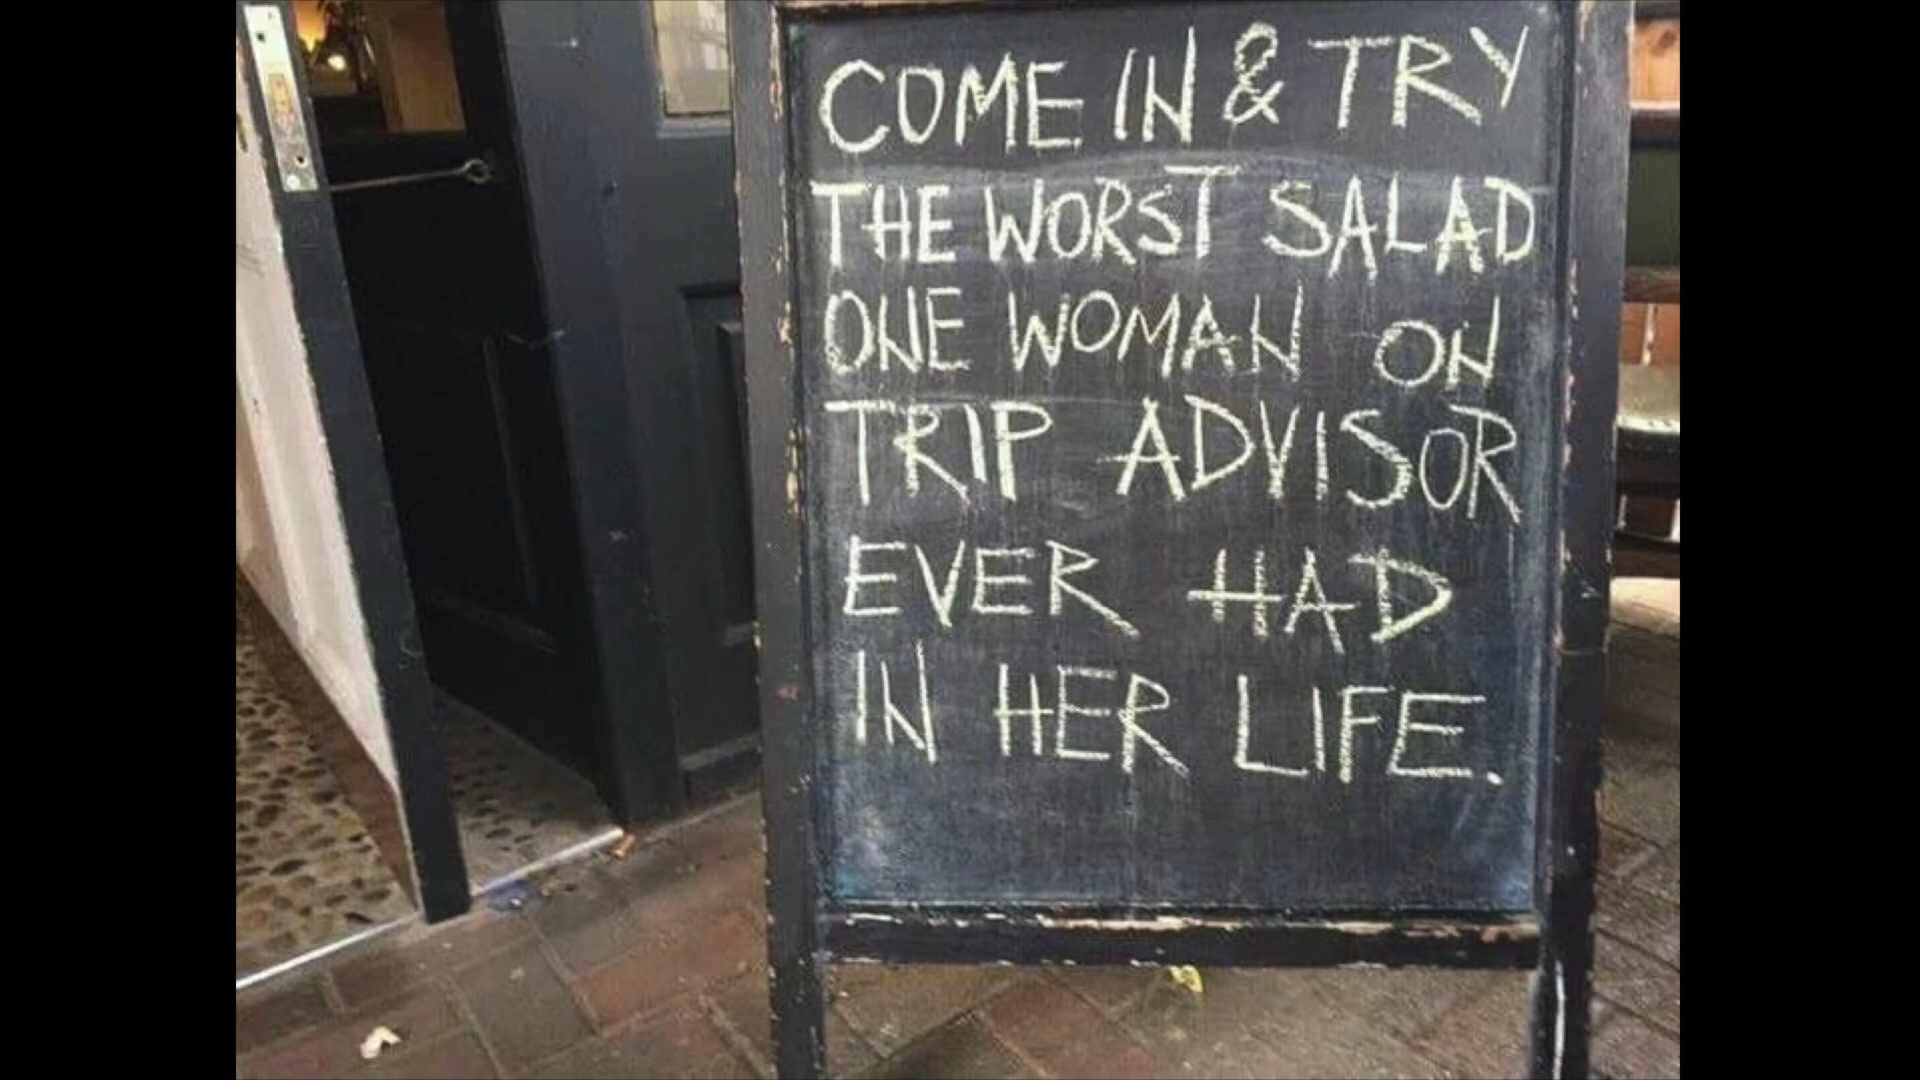 COME IN & TRY
THE WORST SALAD
ONE WOMAN ON
TRIP ADVISOR
EVER HAD
IN HER LIFE.